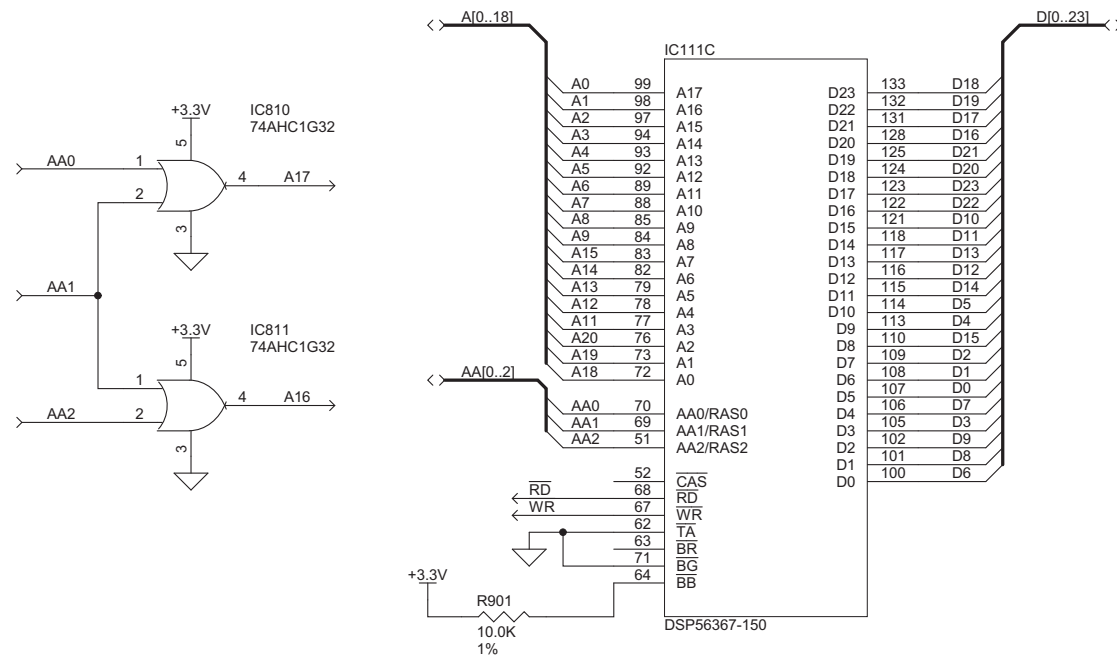 A[0..18]
D[0..23]
IC111C
A0 99 A17 D23 133 D18
A1 98 A16 D22 132 D19
A2 97 A15 D21 131 D17
A3 94 A14 D20 128 D16
A4 93 A13 D19 125 D21
A5 92 A12 D18 124 D20
A6 89 A11 D17 123 D23
A7 88 A10 D16 122 D22
A8 85 A9 D15 121 D10
A9 84 A8 D14 118 D11
A15 83 A7 D13 117 D13
A14 82 A6 D12 116 D12
A13 79 A5 D11 115 D14
A12 78 A4 D10 114 D5
A11 77 A3 D9 113 D4
A20 76 A2 D8 110 D15
A19 73 A1 D7 109 D2
A18 72 A0 D6 108 D1
D5 107 D0
AA[0..2]
AA0 70 AA0/RAS0 D4 106 D7
AA1 69 AA1/RAS1 D3 105 D3
AA2 51 AA2/RAS2 D2 102 D9
D1 101 D8
52 CAS D0 100 D6
RD 68 RD
WR 67 WR
62 TA
63 BR
71 BG
64 BB
+3.3V
R901
10.0K
1%
DSP56367-150
+3.3V
IC810
74AHC1G32
5
AA0 1
4 A17
2
3
AA1
+3.3V
IC811
74AHC1G32
5
1
4 A16
AA2 2
3